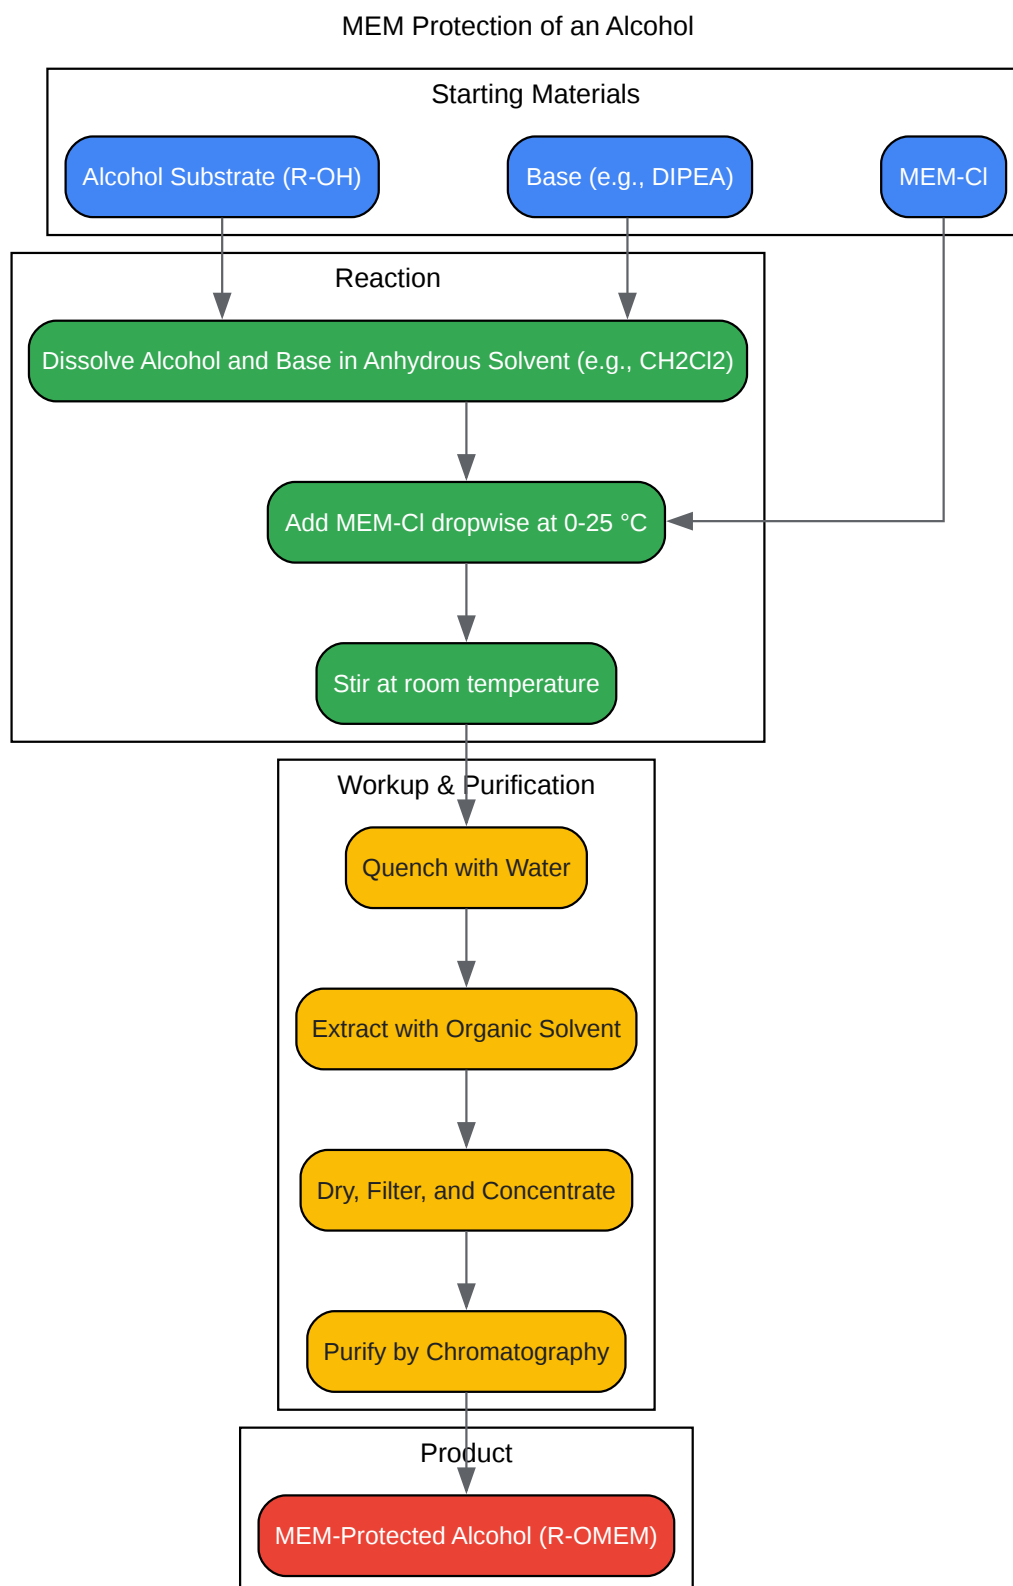 MEM Protection of an Alcohol
Starting Materials
Alcohol Substrate (R-OH)
Base (e.g., DIPEA)
MEM-Cl
Reaction
Dissolve Alcohol and Base in Anhydrous Solvent (e.g., CH2Cl2)
Add MEM-Cl dropwise at 0-25 °C
Stir at room temperature
Workup & Purification
Quench with Water
Extract with Organic Solvent
Dry, Filter, and Concentrate
Purify by Chromatography
Product
MEM-Protected Alcohol (R-OMEM)